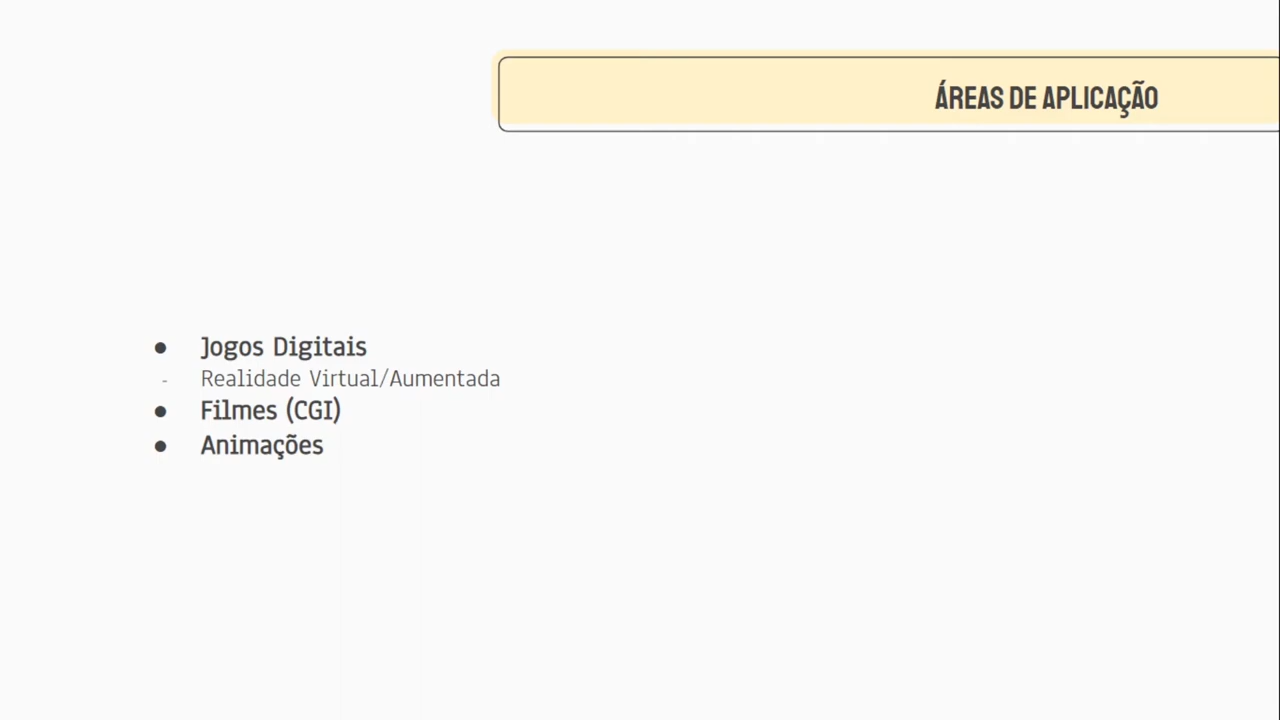 ÁREAS DE APLICAÇÃO
● Jogos Digitais
- Realidade Virtual/Aumentada
● Filmes (CGI)
● Animações